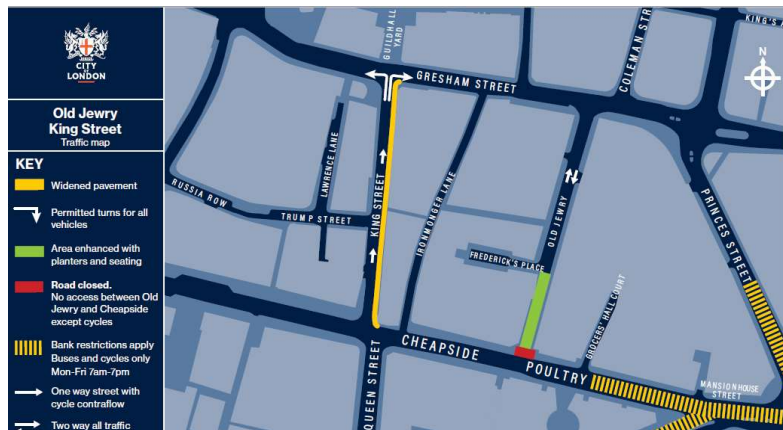 CITY
OF
LONDON
Old Jewry
King Street
Traffic map
KEY
Widened pavement
Permitted turns for all
vehicles
Area enhanced with
planters and seating
Road closed.
No access between Old
Jewry and Cheapside
except cycles
Bank restrictions apply
Buses and cycles only
Mon-Fri 7am-7pm
One way street with
cycle contraflow
Two way all traffic
GUILDHALL
YARD
GRESHAM STREET
COLEMAN STR
KING'S A
N
LAWRENCE LANE
RUSSIA ROW
TRUMP STREET
KING STREET
IRONMONGER LANE
OLD JEWRY
FREDERICK'S PLACE
GROCERS' HALL COURT
PRINCES STREET
CHEAPSIDE
POULTRY
MANSION HOUSE
STREET
QUEEN STREET